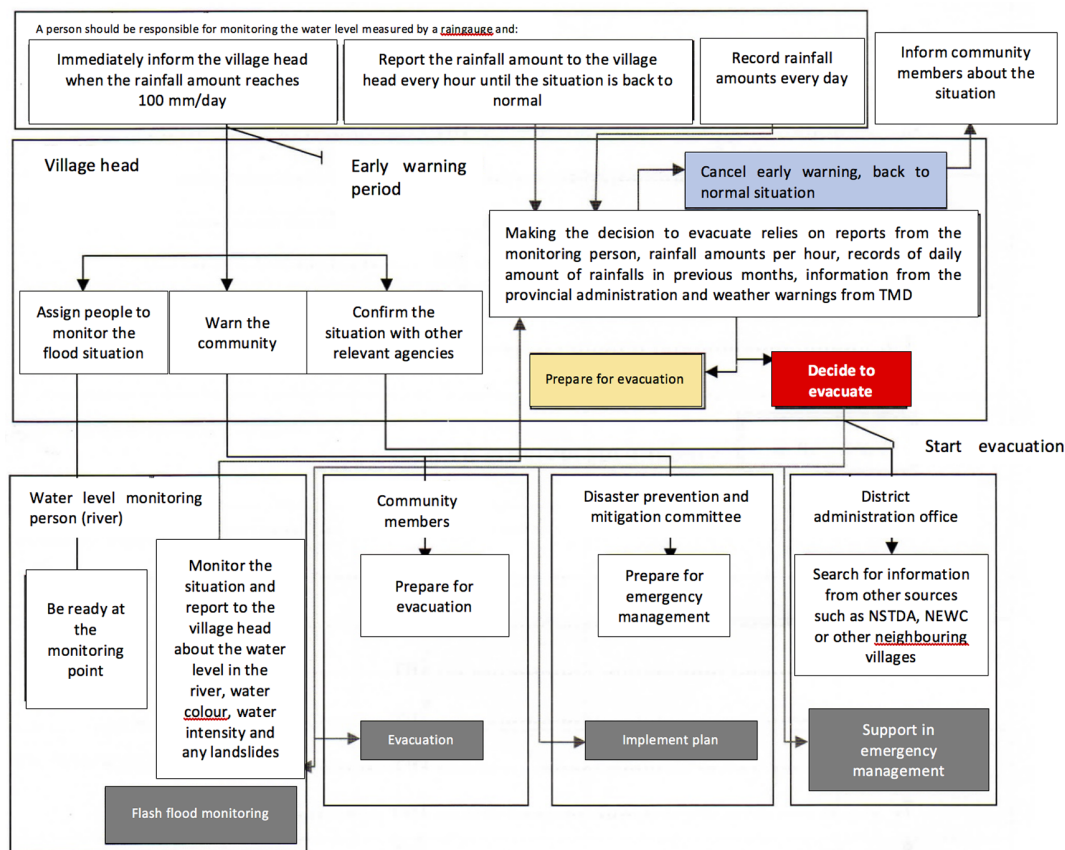 A person should be responsible for monitoring the water level measured by a raingauge and:
Immediately inform the village head
when the rainfall amount reaches
100 mm/day
Report the rainfall amount to the village
head every hour until the situation is back to
normal
Record rainfall
amounts every day
Inform community
members about the
situation
Village head
Early warning
period
Cancel early warning, back to
normal situation
Making the decision to evacuate relies on reports from the
monitoring person, rainfall amounts per hour, records of daily
amount of rainfalls in previous months, information from the
provincial administration and weather warnings from TMD
Assign people to
monitor the
flood situation
Warn the
community
Confirm the
situation with other
relevant agencies
Prepare for evacuation
Decide to
evacuate
Start evacuation
Water level monitoring
person (river)
Be ready at
the
monitoring
point
Monitor the
situation and
report to the
village head
about the water
level in the
river, water
colour, water
intensity and
any landslides
Flash flood monitoring
Community
members
Prepare for
evacuation
Evacuation
Disaster prevention and
mitigation committee
Prepare for
emergency
management
Implement plan
District
administration office
Search for information
from other sources
such as NSTDA, NEWC
or other neighbouring
villages
Support in
emergency
management